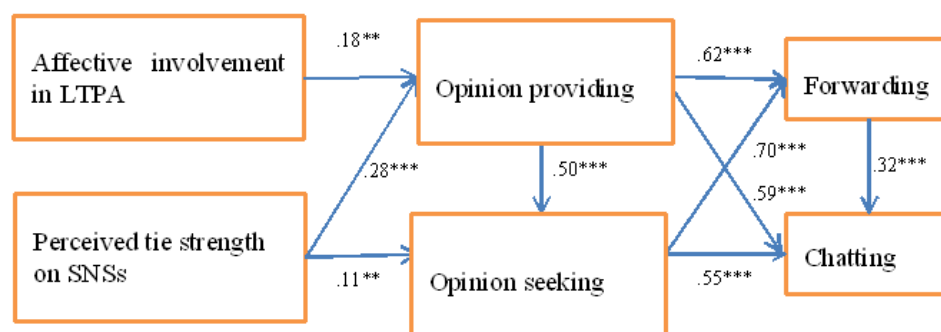 .18**
.62***
Affective involvement
in LTPA
Opinion providing
Forwarding
.28***
.50***
.70***
.32***
.59***
Perceived tie strength
on SNSs
.11**
Opinion seeking
.55***
Chatting